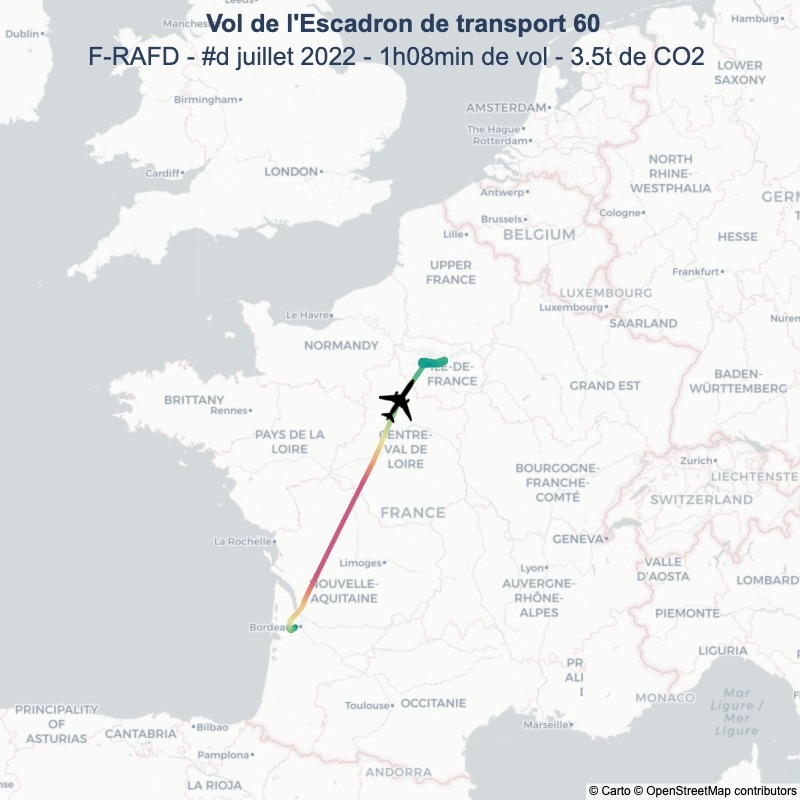 Vol de l'Escadron de transport 60
F-RAFD - #d juillet 2022 - 1h08min de vol - 3.5t de CO2
Hamburg
Dublin
LOWER
SAXONY
Birmingham
AMSTERDAM
The Hague
Rotterdam
NORTH
RHINE-
WESTPHALIA
Cardiff
LONDON
Antwerp
GERM
Cologne
Brussels
Lille
BELGIUM
HESSE
UPPER
FRANCE
Frankfurt
LUXEMBOURG
Luxembourg
Le Havre
SAARLAND
Nuren
NORMANDY
ÎLE-DE-
FRANCE
BADEN-
WÜRTTEMBERG
GRAND EST
BRITTANY
Rennes
PAYS DE LA
LOIRE
CENTRE-
VAL DE
LOIRE
Zurich
BOURGOGNE-
FRANCHE-
COMTÉ
LIECHTENSTE
SWITZERLAND
FRANCE
La Rochelle
GENEVA
Limoges
Lyon
VALLE
D'AOSTA
LOMBARD
NOUVELLE-
AQUITAINE
AUVERGNE-
RHÔNE-
ALPES
PIEMONTE
Bordea
LIGURIA
PR
AL
MONACO
Mar
Ligure /
Mer
Ligure
Toulouse
OCCITANIE
PRINCIPALITY
OF
ASTURIAS
CANTABRIA
Bilbao
Marseille
Pamplona
ANDORRA
LA RIOJA
© Carto © OpenStreetMap contributors